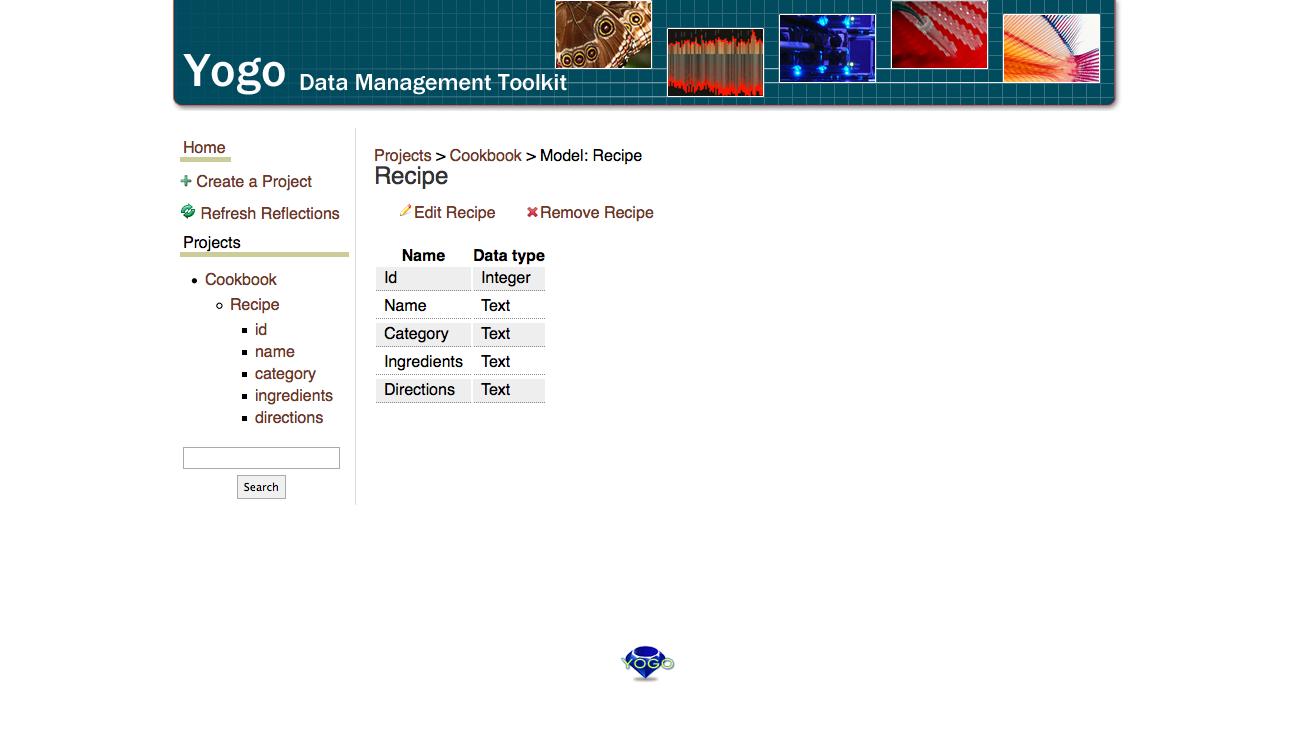 Yogo Data Management Toolkit
Home
Create a Project
Refresh Reflections
Projects
Cookbook
Recipe
id
name
category
ingredients
directions
Search
Projects > Cookbook > Model: Recipe
Recipe
Edit Recipe Remove Recipe
Name Data type
Id Integer
Name Text
Category Text
Ingredients Text
Directions Text
YOGO